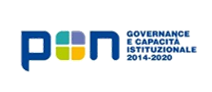 pon
GOVERNANCE
E CAPACITÀ
ISTITUZIONALE
2014-2020